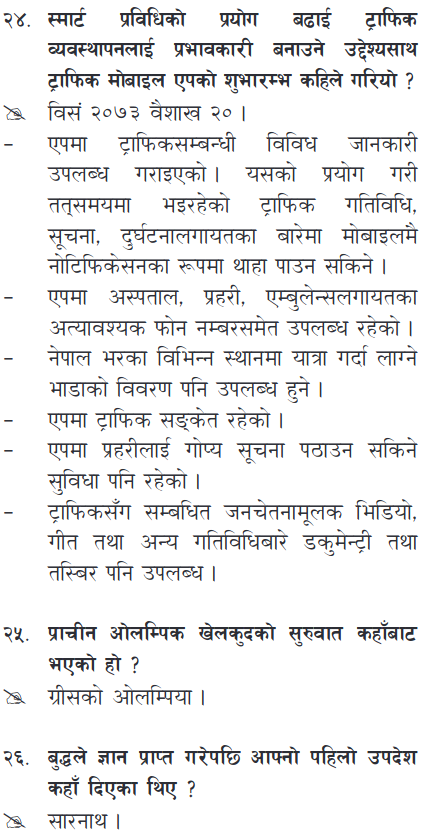 २४. स्मार्ट प्रविधिको प्रयोग बढाई ट्राफिक
व्यवस्थापनलाई प्रभावकारी बनाउने उद्देश्यसाथ
ट्राफिक मोबाइल एपको शुभारम्भ कहिले गरियो ?
विसं २०७३ वैशाख २० ।
– एपमा ट्राफिकसम्बन्धी विविध जानकारी
उपलब्ध गराइएको । यसको प्रयोग गरी
तत्समयमा भइरहेको ट्राफिक गतिविधि,
सूचना, दुर्घटनालगायतका बारेमा मोबाइलमै
नोटिफिकेसनका रूपमा थाहा पाउन सकिने ।
– एपमा अस्पताल, प्रहरी, एम्बुलेन्सलगायतका
अत्यावश्यक फोन नम्बरसमेत उपलब्ध रहेको ।
– नेपाल भरका विभिन्न स्थानमा यात्रा गर्दा लाग्ने
भाडाको विवरण पनि उपलब्ध हुने ।
– एपमा ट्राफिक सङ्केत रहेको ।
– एपमा प्रहरीलाई गोप्य सूचना पठाउन सकिने
सुविधा पनि रहेको ।
– ट्राफिकसँग सम्बधित जनचेतनामूलक भिडियो,
गीत तथा अन्य गतिविधिबारे डकुमेन्ट्री तथा
तस्बिर पनि उपलब्ध ।
२५. प्राचीन ओलम्पिक खेलकुदको सुरुवात कहाँबाट
भएको हो ?
ग्रीसको ओलम्पिया ।
२६. बुद्धले ज्ञान प्राप्त गरेपछि आफ्नो पहिलो उपदेश
कहाँ दिएका थिए ?
सारनाथ ।